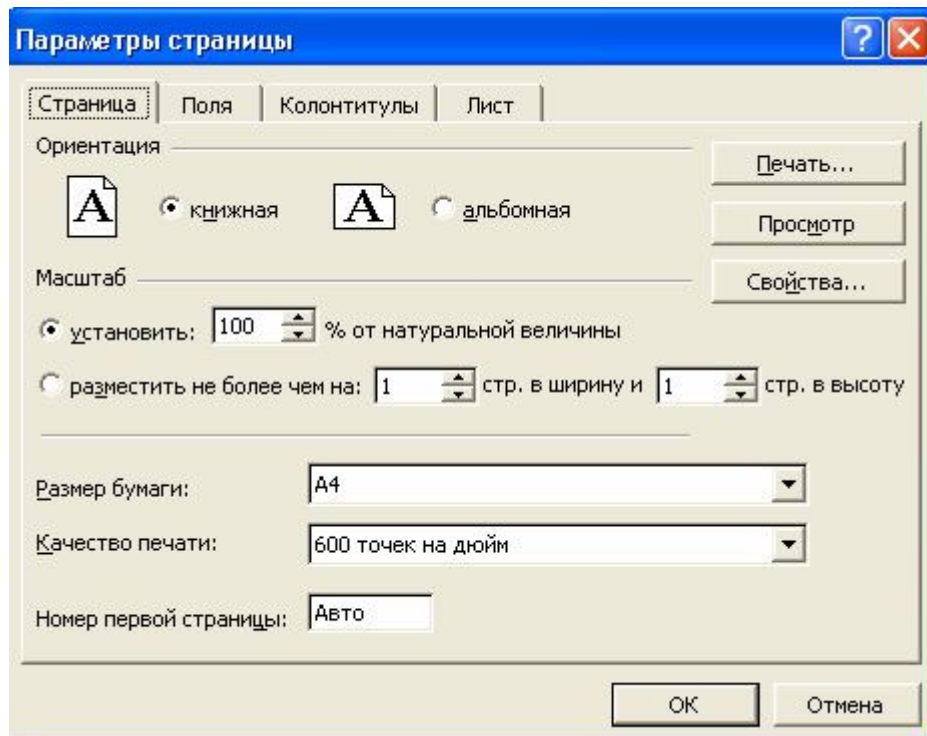 Параметры страницы
Страница Поля Колонтитулы Лист
Ориентация
A книжная A альбомная
Печать...
Просмотр
Масштаб
Свойства...
установить: 100 % от натуральной величины
разместить не более чем на: 1 стр. в ширину и 1 стр. в высоту
Размер бумаги: A4
Качество печати: 600 точек на дюйм
Номер первой страницы: Авто
ОК Отмена